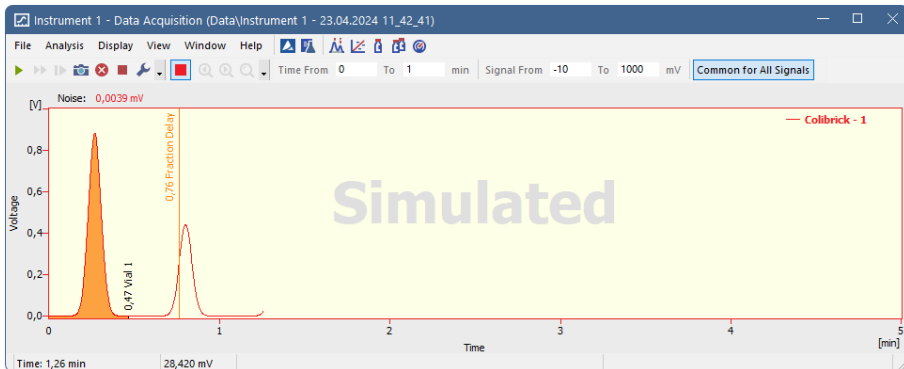 Instrument 1 - Data Acquisition (Data\Instrument 1 - 23.04.2024 11_42_41)
File Analysis Display View Window Help
Time From 0 To 1 min Signal From -10 To 1000 mV Common for All Signals
Noise: 0,0039 mV
[V]
Colibrick - 1
0,8
0,6
0,4
0,2
0,0
Voltage
0,47 Vial 1
0,76 Fraction Delay
Simulated
0 1 2 3 4 5
Time
[min]
Time: 1,26 min 28,420 mV